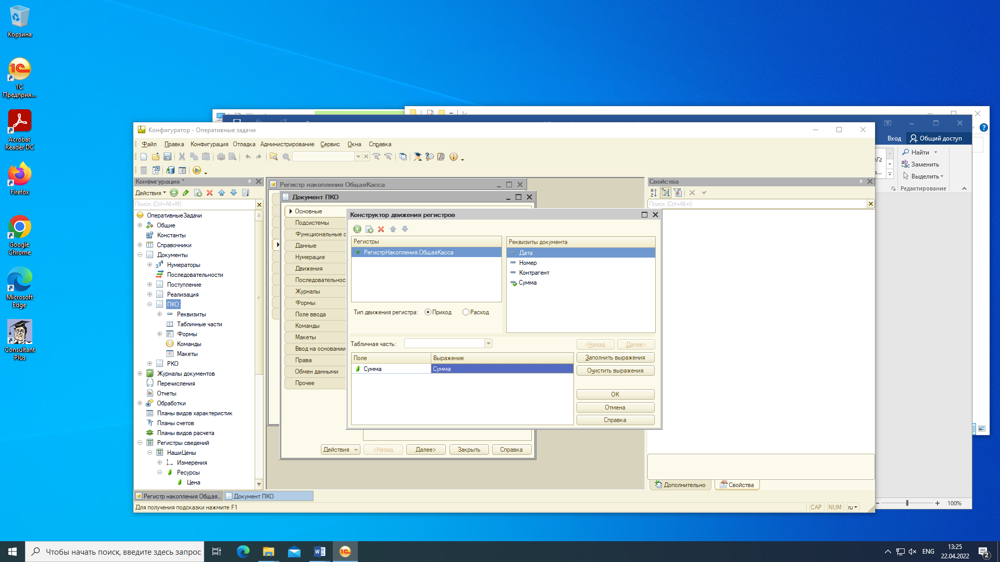 Корзина
1С
Предприя...
Acrobat
Reader DC
Firefox
Google
Chrome
Microsoft
Edge
Consultant
Plus
1c
Вход
Общий доступ
Найти
Заменить
Выделить
Редактирование
100%
Конфигуратор - Оперативные задачи
Файл Правка Конфигурация Отладка Администрирование Сервис Окна Справка
Конфигурация *
Действия
Поиск (Ctrl+Alt+M)
ОперативныеЗадачи
Общие
Константы
Справочники
Документы
Нумераторы
Последовательности
Поступление
Реализация
ПКО
Реквизиты
Табличные части
Формы
Команды
Макеты
РКО
Журналы документов
Перечисления
Отчеты
Обработки
Планы видов характеристик
Планы счетов
Планы видов расчета
Регистры сведений
НашиЦены
Измерения
Ресурсы
Цена
Регистр накопления ОбщаяКасса
Документ ПКО
Основные
Подсистемы
Функциональные о
Данные
Нумерация
Движения
Последовательнос
Журналы
Формы
Поле ввода
Команды
Макеты
Ввод на основании
Права
Обмен данными
Прочее
Действия <Назад Далее> Закрыть Справка
Конструктор движения регистров
Регистры
РегистрНакопления.ОбщаяКасса
Реквизиты документа
Дата
Номер
Контрагент
Сумма
Тип движения регистра: Приход Расход
Табличная часть:
<Назад Далее>
Поле Выражение
Сумма Сумма
Заполнить выражения
Очистить выражения
OK
Отмена
Справка
Свойства
Поиск (Ctrl+Alt+I)
Дополнительно Свойства
Регистр накопления Общая... Документ ПКО
Для получения подсказки нажмите F1
CAP NUM ru
Чтобы начать поиск, введите здесь запрос
ENG
13:25
22.04.2022
2